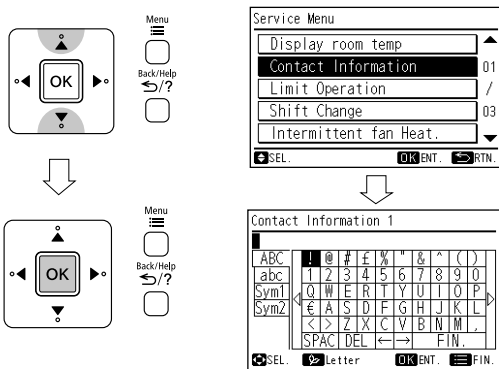 Menu
OK
Back/Help
/?
Service Menu
Display room temp
Contact Information
Limit Operation
Shift Change
Intermittent fan Heat.
01
/
03
SEL. OK ENT. RTN.
Menu
OK
Back/Help
/?
Contact Information 1
ABC ! @ # £ % " & ^ ( )
abc 1 2 3 4 5 6 7 8 9 0
Sym1 Q W E R T Y U I O P
Sym2 € A S D F G H J K L
< > Z X C V B N M ,
SPAC DEL ← → FIN.
SEL. Letter OK ENT. FIN.